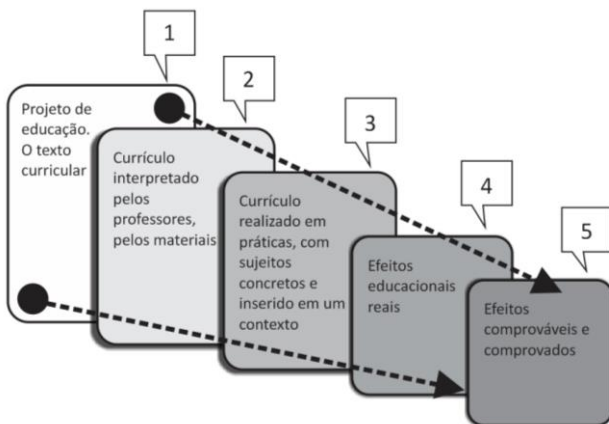 1
Projeto de
educação.
O texto
curricular
2
Currículo
interpretado
pelos
professores,
pelos materiais
3
Currículo
realizado em
práticas, com
sujeitos
concretos e
inserido em um
contexto
4
Efeitos
educacionais
reais
5
Efeitos
comprováveis e
comprovados